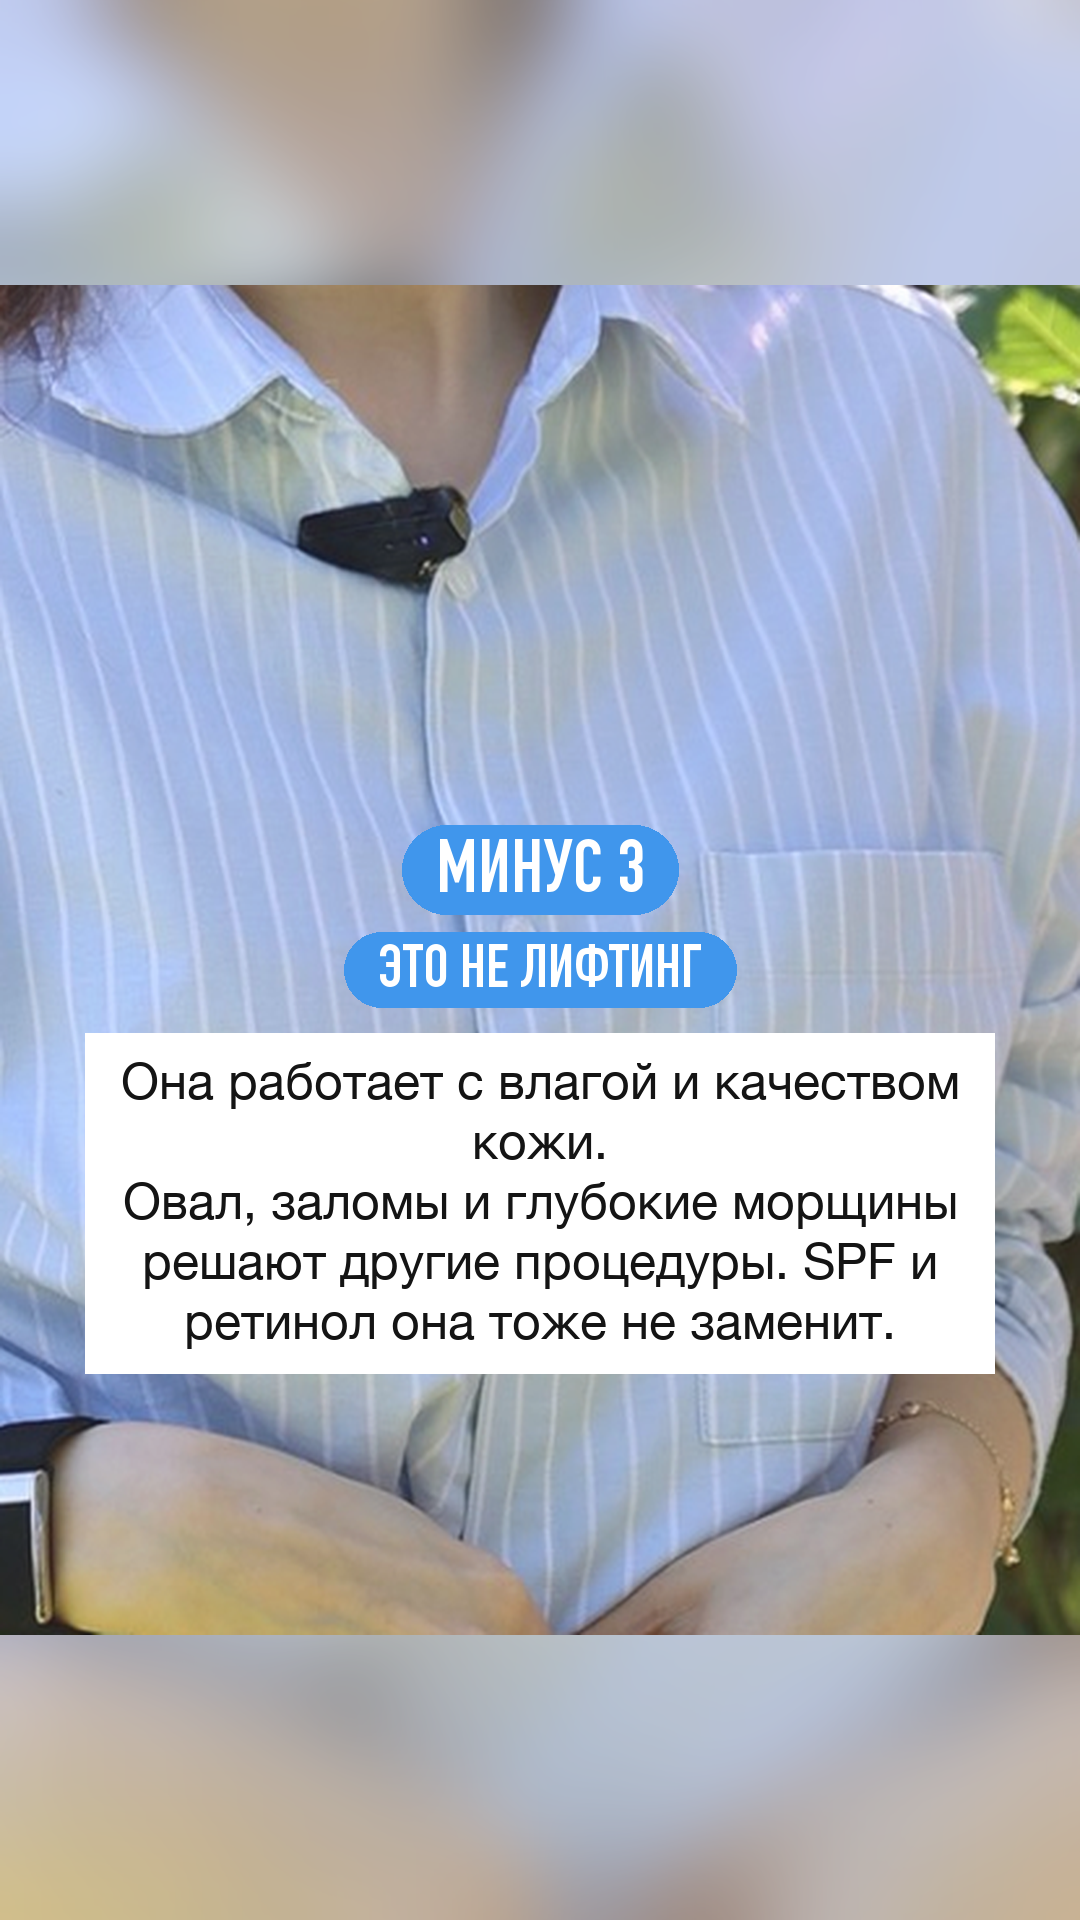 МИНУС 3
ЭТО НЕ ЛИФТИНГ
Она работает с влагой и качеством
кожи.
Овал, заломы и глубокие морщины
решают другие процедуры. SPF и
ретинол она тоже не заменит.